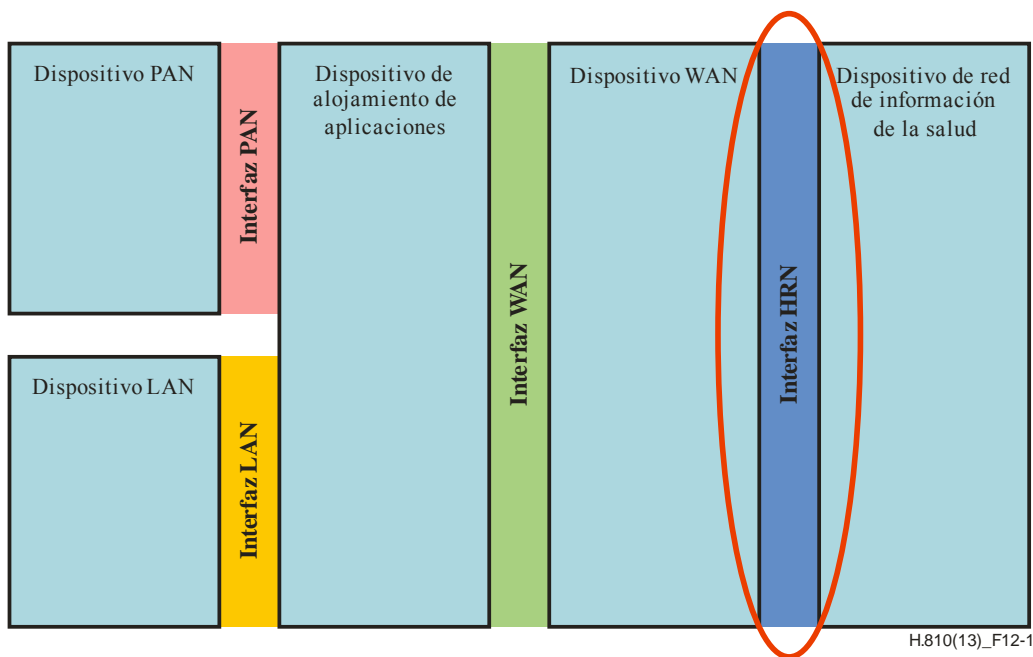 Dispositivo PAN
Interfaz PAN
Dispositivo LAN
Interfaz LAN
Dispositivo de
alojamiento de
aplicaciones
Interfaz WAN
Dispositivo WAN
Interfaz HRN
Dispositivo de red
de información
de la salud
H.810(13)_F12-1